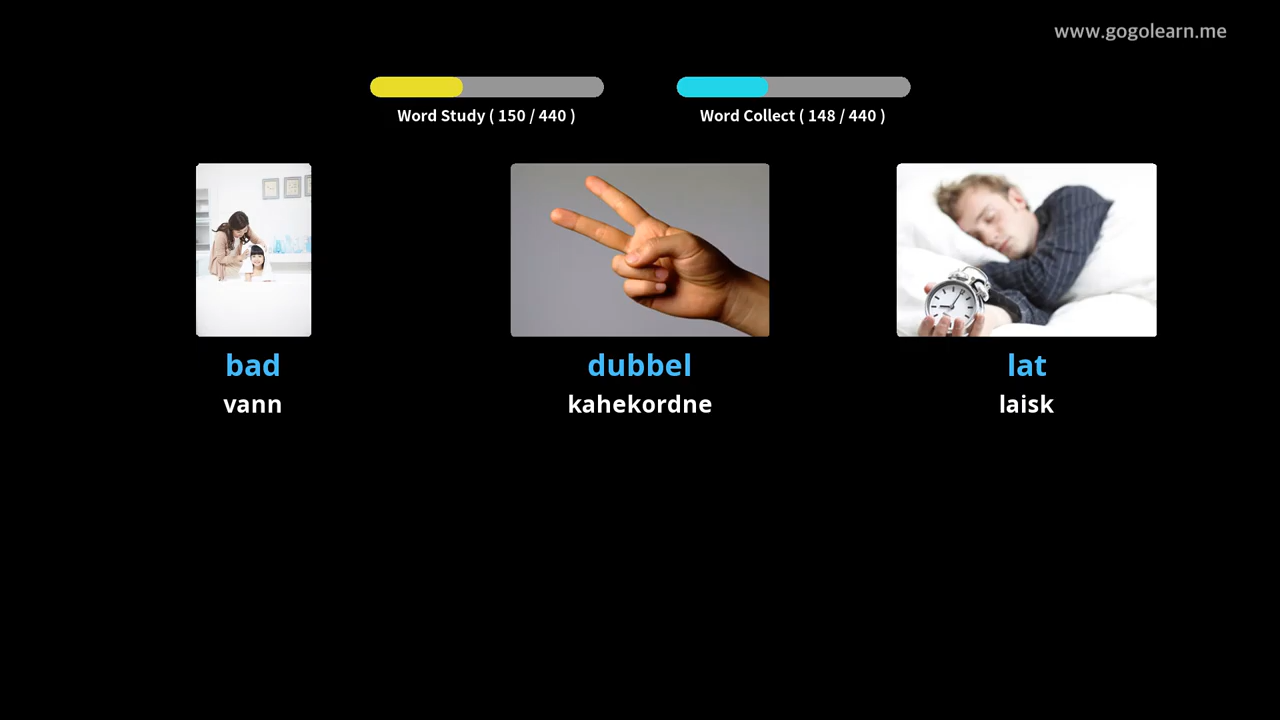 www.gogolearn.me
Word Study ( 150 / 440 )
Word Collect ( 148 / 440 )
bad
dubbel
lat
vann
kahekordne
laisk